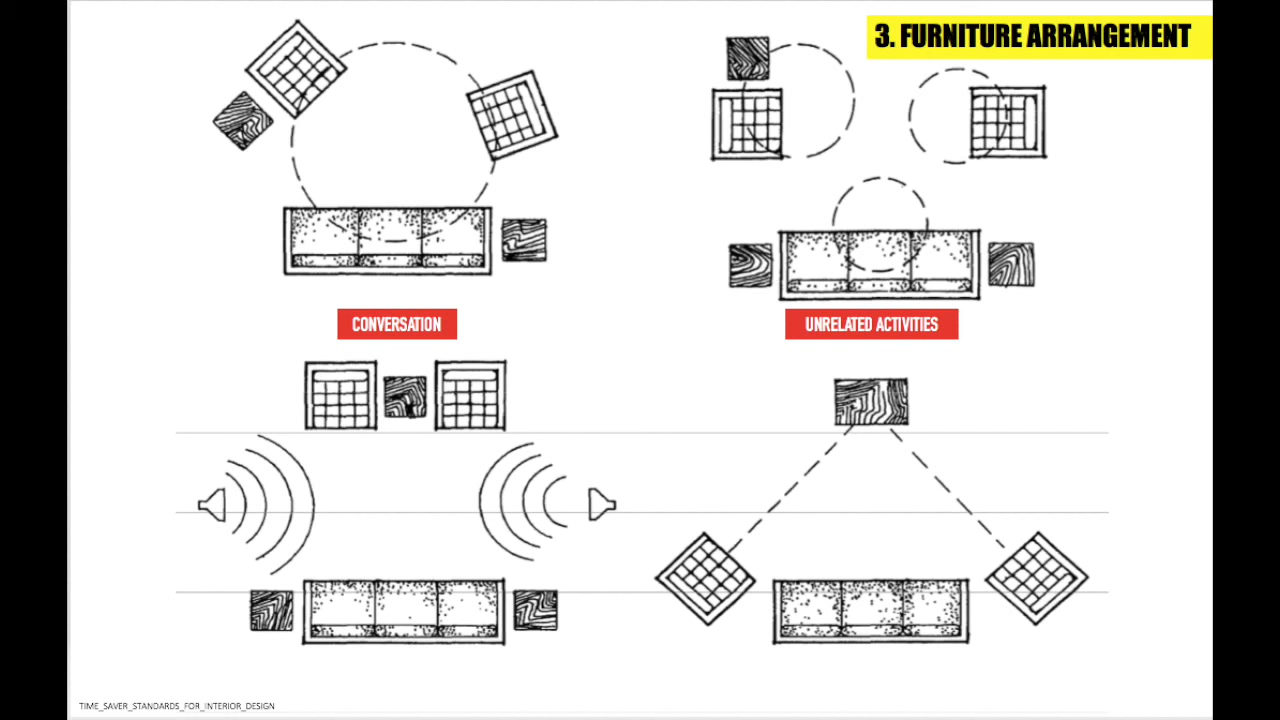 3. FURNITURE ARRANGEMENT
CONVERSATION
UNRELATED ACTIVITIES
TIME_SAVER_STANDARDS_FOR_INTERIOR_DESIGN